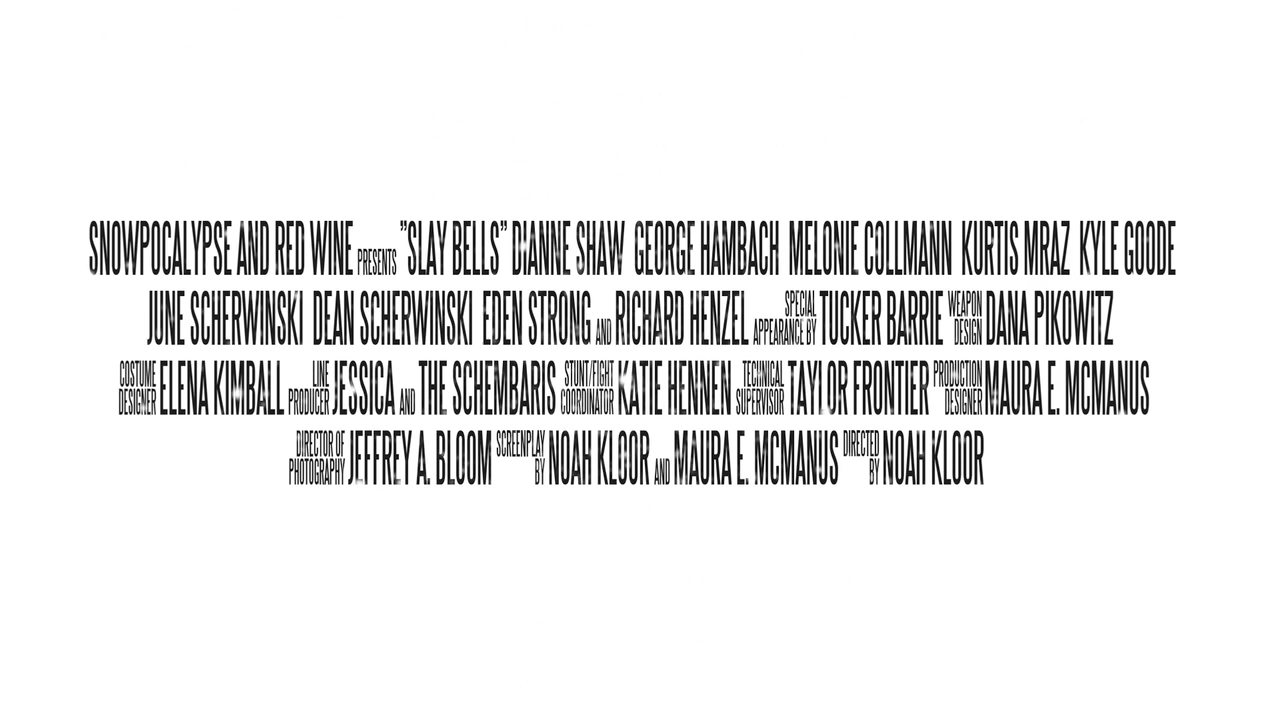 SNOWPOCALYPSE AND RED WINE PRESENTS "SLAY BELLS" DIANNE SHAW GEORGE HAMBACH MELONIE COLLMANN KURTIS MRAZ KYLE GOODE
JUNE SCHERWINSKI DEAN SCHERWINSKI EDEN STRONG AND RICHARD HENZEL SPECIAL APPEARANCE BY TUCKER BARRIE WEAPON DESIGN DANA PIKOWITZ
COSTUME DESIGNER ELENA KIMBALL LINE PRODUCER JESSICA AND THE SCHEMBARIS STUNT/FIGHT COORDINATOR KATIE HENNEN TECHNICAL SUPERVISOR TAYLOR FRONTIER PRODUCTION DESIGNER MAURA E. MCMANUS
DIRECTOR OF PHOTOGRAPHY JEFFREY A. BLOOM SCREENPLAY BY NOAH KLOOR AND MAURA E. MCMANUS DIRECTED BY NOAH KLOOR